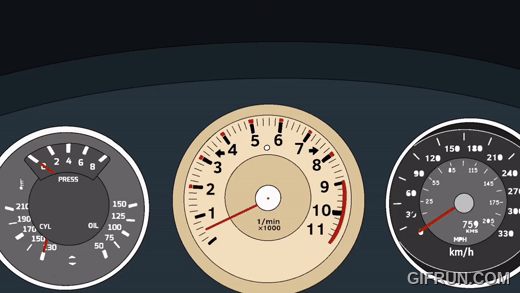 0 2 4 6 8
PRESS
210
190
170
150
130
CYL
OIL
150
125
100
75
50
1 2 3 4 5 6 7 8 9 10 11
1/min
×1000
0 30 60 90 120 150 180 210 240 270 330
25 55 85 115 145 175 205
750
KMS
MPH
km/h
GIFRUN.COM